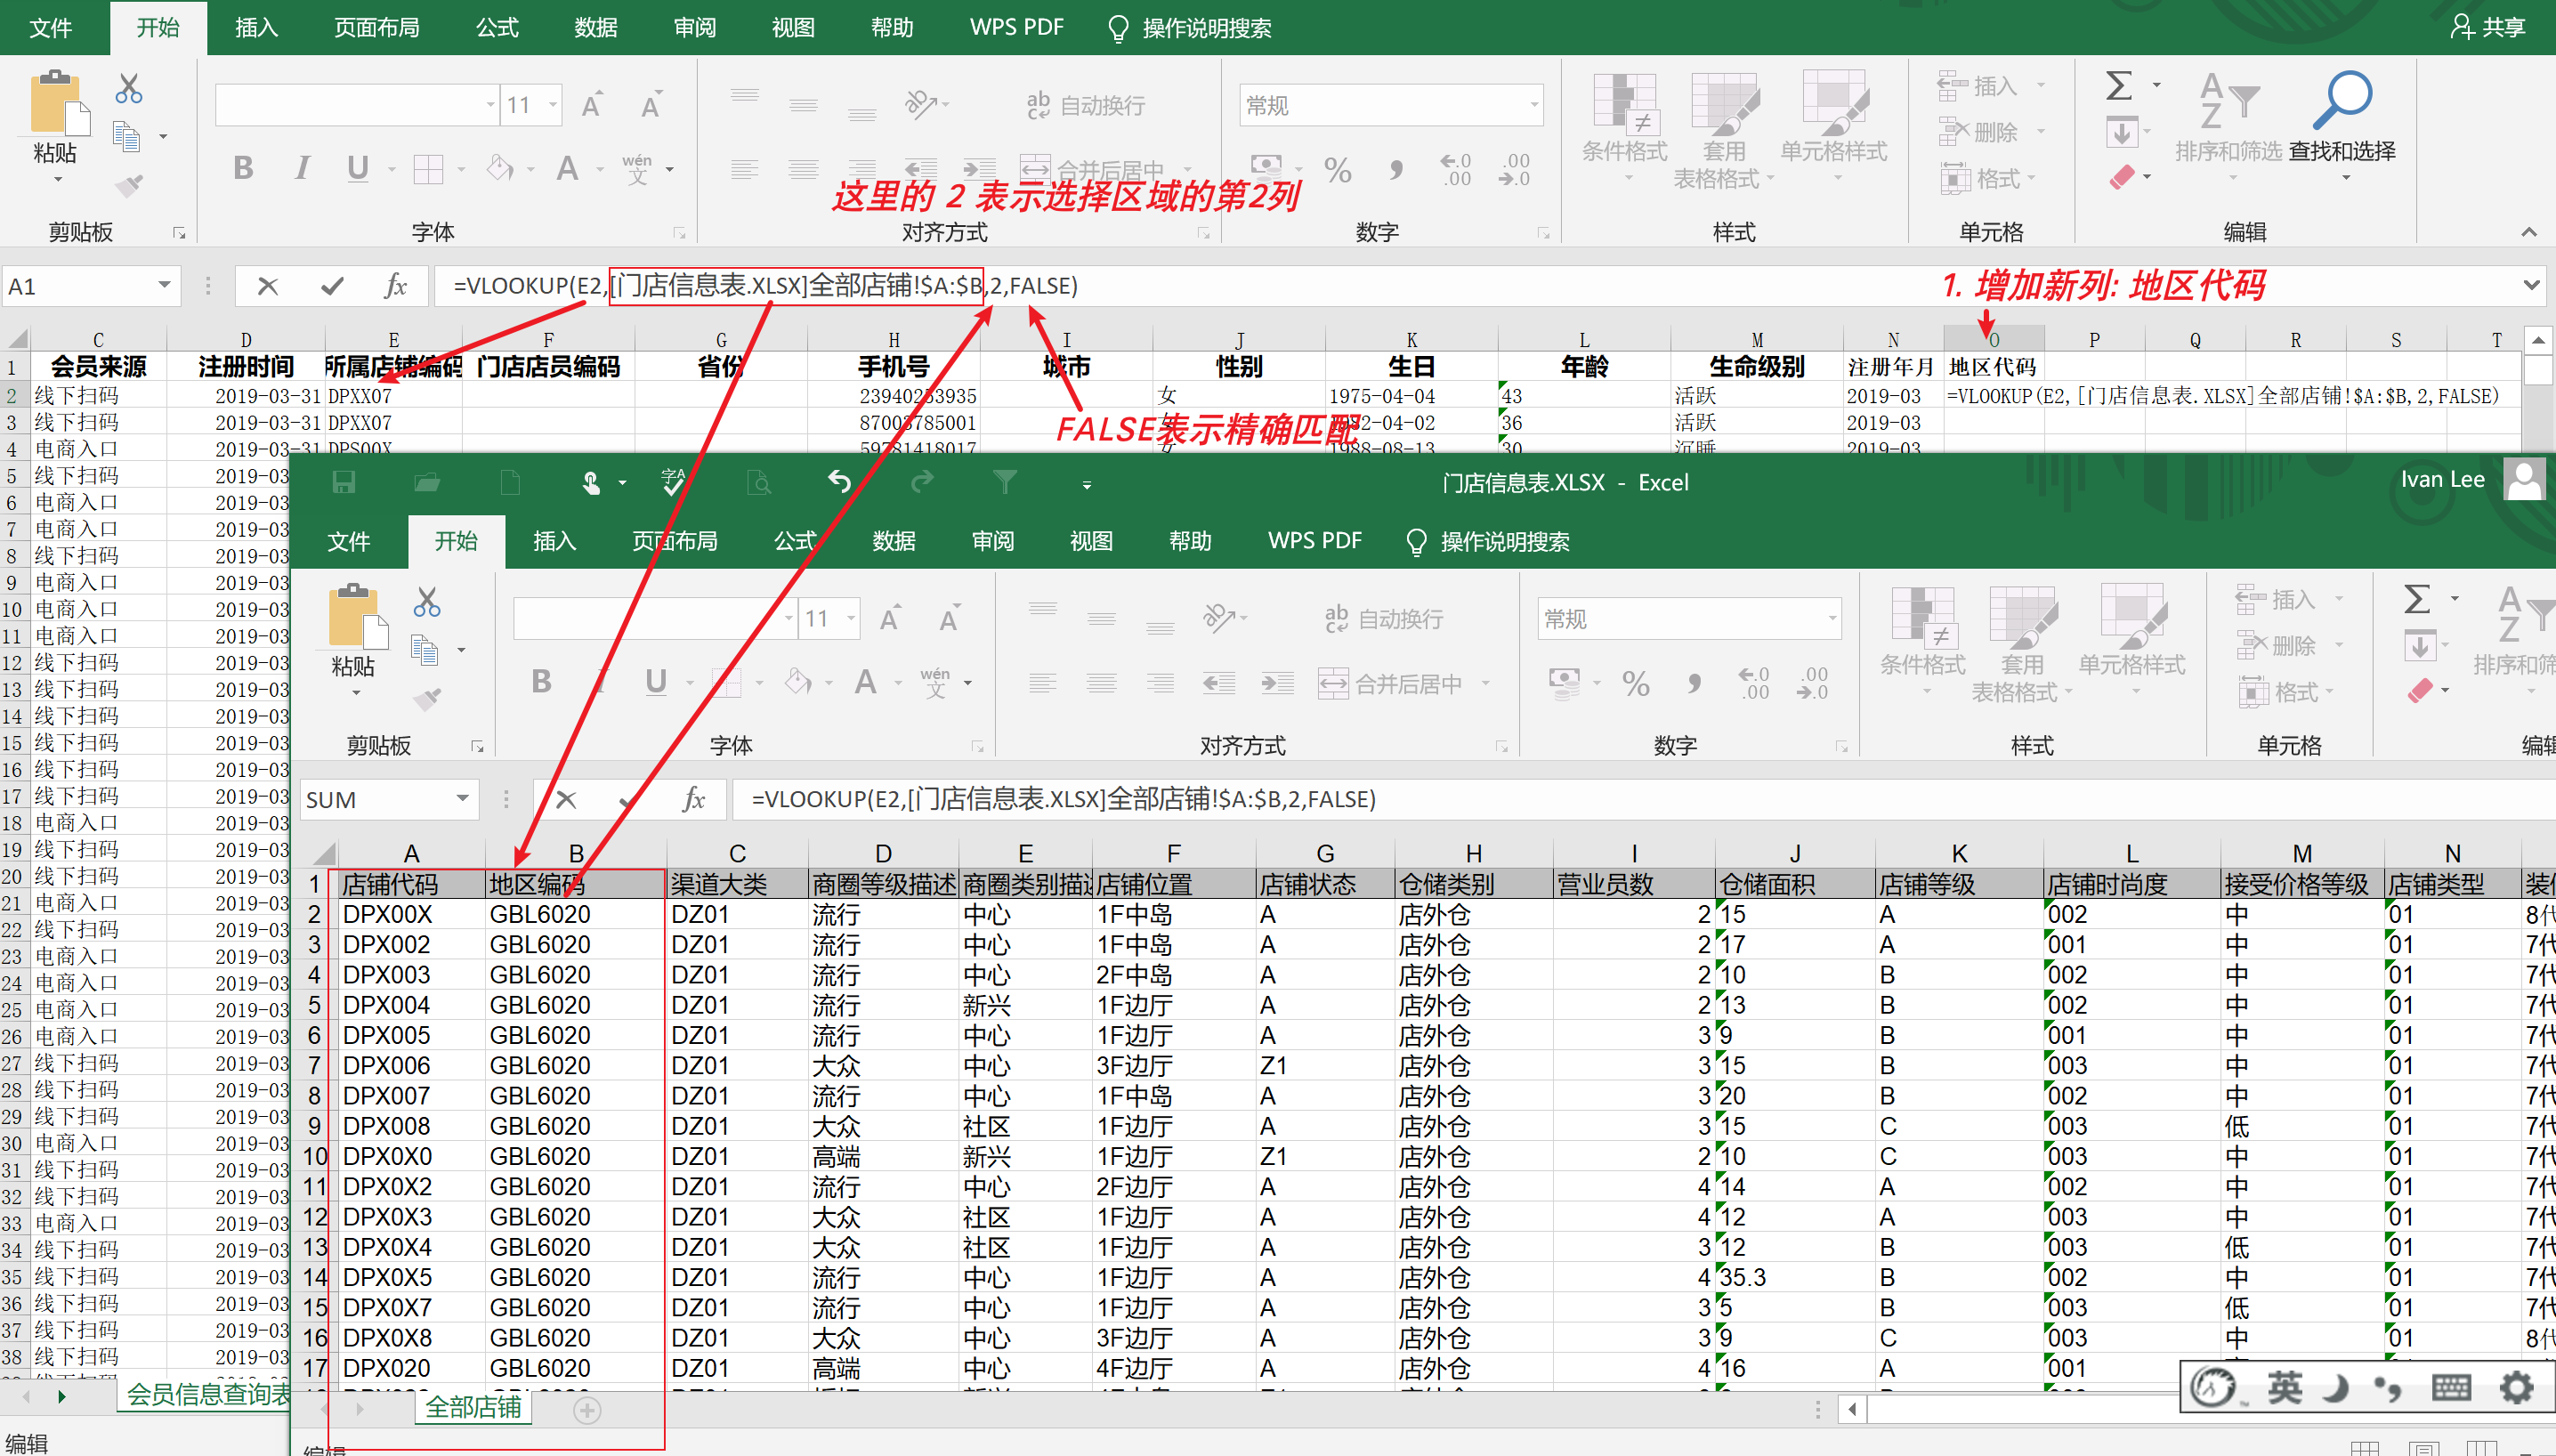 文件 开始 插入 页面布局 公式 数据 审阅 视图 帮助 WPS PDF 操作说明搜索 共享
粘贴 11 自动换行 常规 条件格式 套用 表格格式 单元格样式 插入 删除 格式 排序和筛选 查找和选择
B I U A wén 文 合并后居中 %
这里的 2 表示选择区域的第2列
剪贴板 字体 对齐方式 数字 样式 单元格 编辑
A1 fx =VLOOKUP(E2,[门店信息表.XLSX]全部店铺!$A:$B,2,FALSE)
1. 增加新列: 地区代码
C D E F G H I J K L M N O P Q R S T
1 会员来源 注册时间 所属店铺编码 门店店员编码 省份 手机号 城市 性别 生日 年龄 生命级别 注册年月 地区代码
2 线下扫码 2019-03-31 DPXX07 女 1975-04-04 43 活跃 2019-03 =VLOOKUP(E2,[门店信息表.XLSX]全部店铺!$A:$B,2,FALSE)
3 线下扫码 2019-03-31 DPXX07 36 活跃 2019-03
FALSE表示精确匹配
4 电商入口 2019-03-31 DPS00X 59781418017 女 1988-08-13 30 沉睡 2019-03
5 线下扫码 2019-03
6 电商入口 2019-03
7 电商入口 2019-03
8 线下扫码 2019-03
9 电商入口 2019-03
10 电商入口 2019-03
11 电商入口 2019-03
12 线下扫码 2019-03
13 线下扫码 2019-03
14 线下扫码 2019-03
15 线下扫码 2019-03
16 线下扫码 2019-03
17 线下扫码 2019-03
18 电商入口 2019-03
19 线下扫码 2019-03
20 线下扫码 2019-03
21 电商入口 2019-03
22 线下扫码 2019-03
23 电商入口 2019-03
24 电商入口 2019-03
25 电商入口 2019-03
26 电商入口 2019-03
27 线下扫码 2019-03
28 线下扫码 2019-03
29 线下扫码 2019-03
30 电商入口 2019-03
31 线下扫码 2019-03
32 线下扫码 2019-03
33 电商入口 2019-03
34 线下扫码 2019-03
35 线下扫码 2019-03
36 线下扫码 2019-03
37 线下扫码 2019-03
38 线下扫码 2019-03
会员信息查询表
编辑
门店信息表.XLSX - Excel Ivan Lee
文件 开始 插入 页面布局 公式 数据 审阅 视图 帮助 WPS PDF 操作说明搜索
粘贴 11 自动换行 常规 条件格式 套用 表格格式 单元格样式 插入 删除 格式 排序和筛
B I U A wén 文 合并后居中 %
剪贴板 字体 对齐方式 数字 样式 单元格 编辑
SUM fx =VLOOKUP(E2,[门店信息表.XLSX]全部店铺!$A:$B,2,FALSE)
A B C D E F G H I J K L M N
1 店铺代码 地区编码 渠道大类 商圈等级描述 商圈类别描述 店铺位置 店铺状态 仓储类别 营业员数 仓储面积 店铺等级 店铺时尚度 接受价格等级 店铺类型
2 DPX00X GBL6020 DZ01 流行 中心 1F中岛 A 店外仓 2 15 A 002 中 01 8代
3 DPX002 GBL6020 DZ01 流行 中心 1F中岛 A 店外仓 2 17 A 001 中 01 7代
4 DPX003 GBL6020 DZ01 流行 中心 2F中岛 A 店外仓 2 10 B 002 中 01 7代
5 DPX004 GBL6020 DZ01 流行 新兴 1F边厅 A 店外仓 2 13 B 002 中 01 7代
6 DPX005 GBL6020 DZ01 流行 中心 1F边厅 A 店外仓 3 9 B 001 中 01 7代
7 DPX006 GBL6020 DZ01 大众 中心 3F边厅 Z1 店外仓 3 15 B 003 中 01 7代
8 DPX007 GBL6020 DZ01 流行 中心 1F中岛 A 店外仓 3 20 B 002 中 01 7代
9 DPX008 GBL6020 DZ01 大众 社区 1F边厅 A 店外仓 3 15 C 003 低 01 7代
10 DPX0X0 GBL6020 DZ01 高端 新兴 1F边厅 Z1 店外仓 2 10 C 003 中 01 7代
11 DPX0X2 GBL6020 DZ01 流行 中心 2F边厅 A 店外仓 4 14 A 002 中 01 7代
12 DPX0X3 GBL6020 DZ01 大众 社区 1F边厅 A 店外仓 4 12 A 003 中 01 7代
13 DPX0X4 GBL6020 DZ01 大众 社区 1F边厅 A 店外仓 3 12 B 003 低 01 7代
14 DPX0X5 GBL6020 DZ01 流行 中心 1F边厅 A 店外仓 4 35.3 B 002 中 01 7代
15 DPX0X7 GBL6020 DZ01 流行 中心 1F边厅 A 店外仓 3 5 B 003 低 01 7代
16 DPX0X8 GBL6020 DZ01 大众 中心 3F边厅 A 店外仓 3 9 C 003 中 01 8代
17 DPX020 GBL6020 DZ01 高端 中心 4F边厅 A 店外仓 4 16 A 001
全部店铺
英